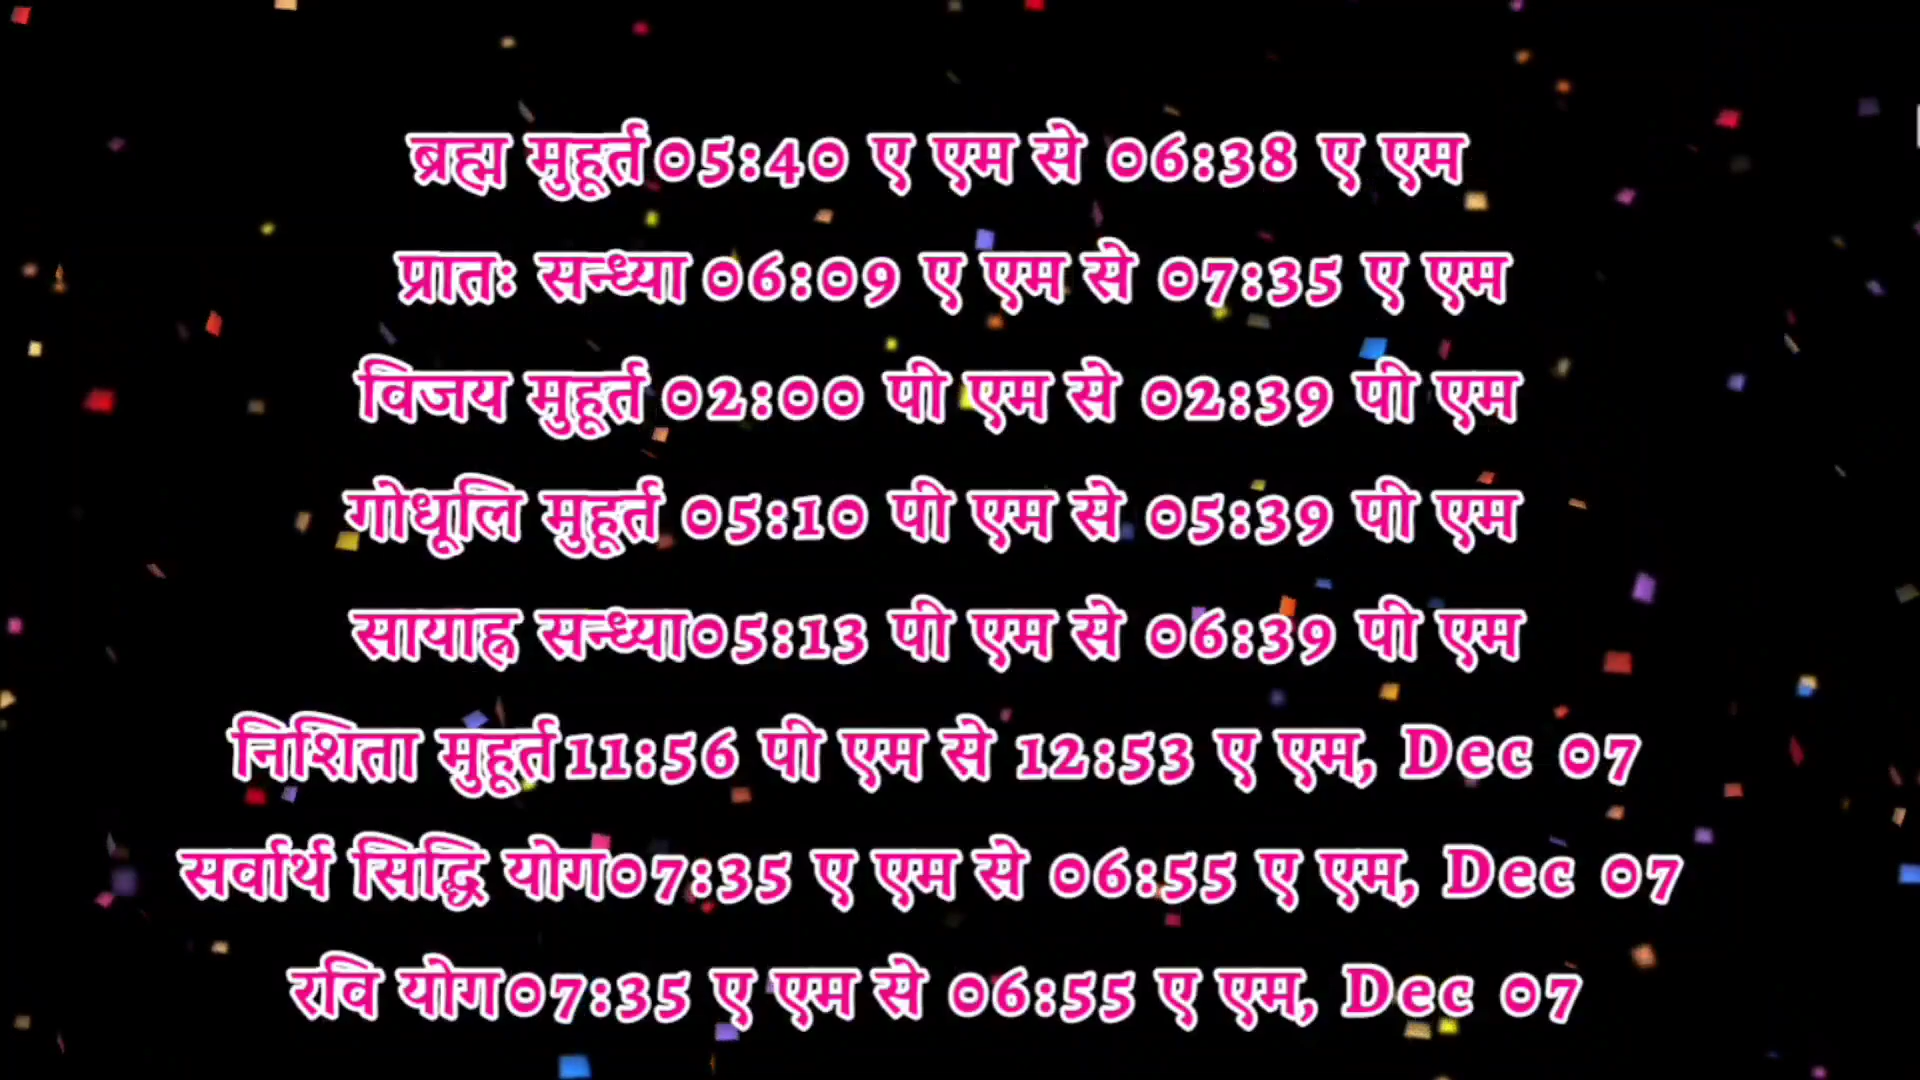 ब्रह्म मुहूर्त 05:40 ए एम से 06:38 ए एम
प्रातः सन्ध्या 06:09 ए एम से 07:35 ए एम
विजय मुहूर्त 02:00 पी एम से 02:39 पी एम
गोधूलि मुहूर्त 05:10 पी एम से 05:39 पी एम
सायाह्न सन्ध्या05:13 पी एम से 06:39 पी एम
निशिता मुहूर्त 11:56 पी एम से 12:53 ए एम, Dec 07
सर्वार्थ सिद्धि योग07:35 ए एम से 06:55 ए एम, Dec 07
रवि योग07:35 ए एम से 06:55 ए एम, Dec 07